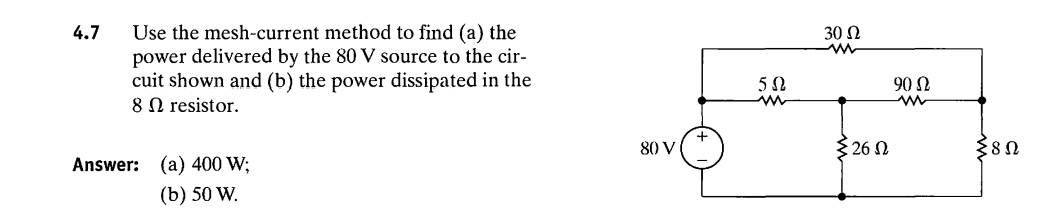 4.7 Use the mesh-current method to find (a) the
power delivered by the 80 V source to the cir-
cuit shown and (b) the power dissipated in the
8 Ω resistor.
Answer: (a) 400 W;
(b) 50 W.
30 Ω
5 Ω
90 Ω
80 V
+
−
26 Ω
8 Ω